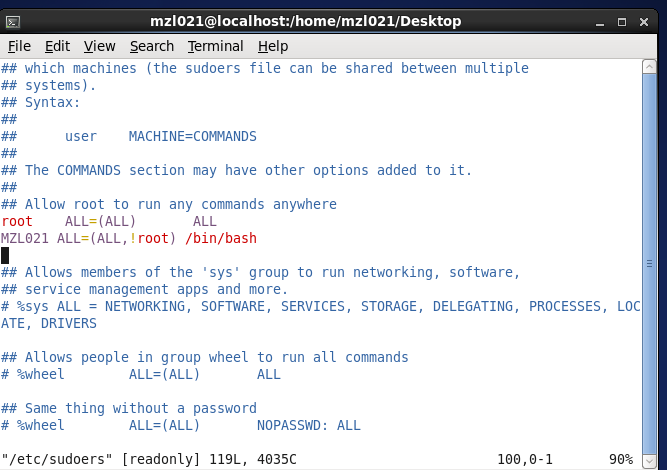 mzl021@localhost:/home/mzl021/Desktop
File Edit View Search Terminal Help
## which machines (the sudoers file can be shared between multiple
## systems).
## Syntax:
##
##      user    MACHINE=COMMANDS
##
## The COMMANDS section may have other options added to it.
##
## Allow root to run any commands anywhere
root    ALL=(ALL)       ALL
MZL021 ALL=(ALL,!root) /bin/bash

## Allows members of the 'sys' group to run networking, software,
## service management apps and more.
# %sys ALL = NETWORKING, SOFTWARE, SERVICES, STORAGE, DELEGATING, PROCESSES, LOC
ATE, DRIVERS

## Allows people in group wheel to run all commands
# %wheel        ALL=(ALL)       ALL

## Same thing without a password
# %wheel        ALL=(ALL)       NOPASSWD: ALL

"/etc/sudoers" [readonly] 119L, 4035C                         100,0-1       90%